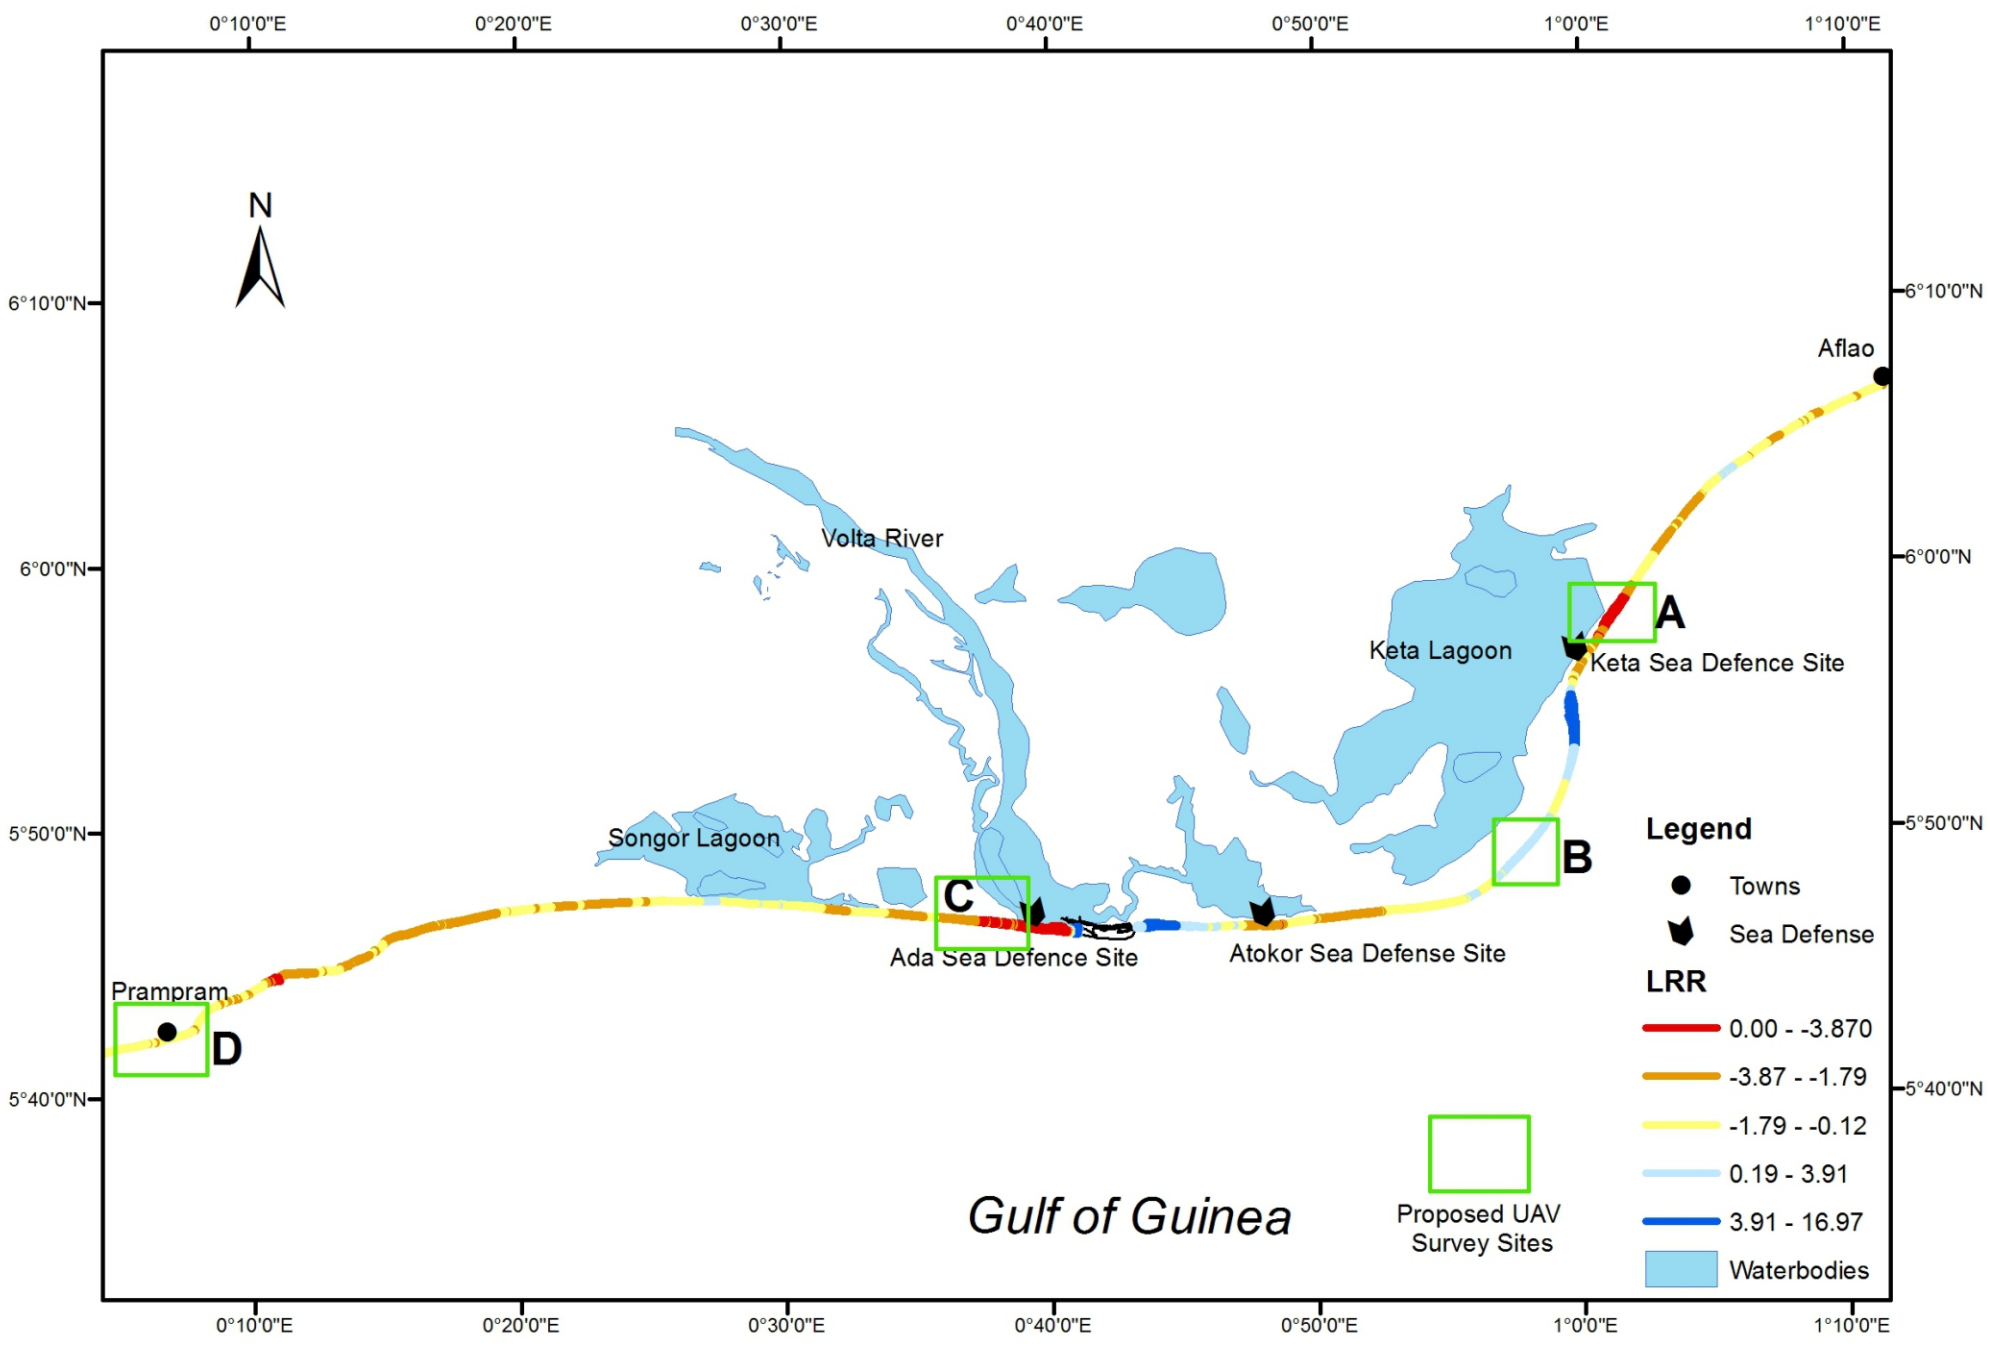 0°10'0"E 0°20'0"E 0°30'0"E 0°40'0"E 0°50'0"E 1°0'0"E 1°10'0"E
N
6°10'0"N 6°10'0"N
Aflao
Volta River
6°0'0"N 6°0'0"N
A
Keta Lagoon
Keta Sea Defence Site
5°50'0"N 5°50'0"N
Songor Lagoon
B
C
Ada Sea Defence Site
Atokor Sea Defense Site
Prampram
D
5°40'0"N 5°40'0"N
Gulf of Guinea
Proposed UAV
Survey Sites
Legend
Towns
Sea Defense
LRR
0.00 - -3.870
-3.87 - -1.79
-1.79 - -0.12
0.19 - 3.91
3.91 - 16.97
Waterbodies
0°10'0"E 0°20'0"E 0°30'0"E 0°40'0"E 0°50'0"E 1°0'0"E 1°10'0"E